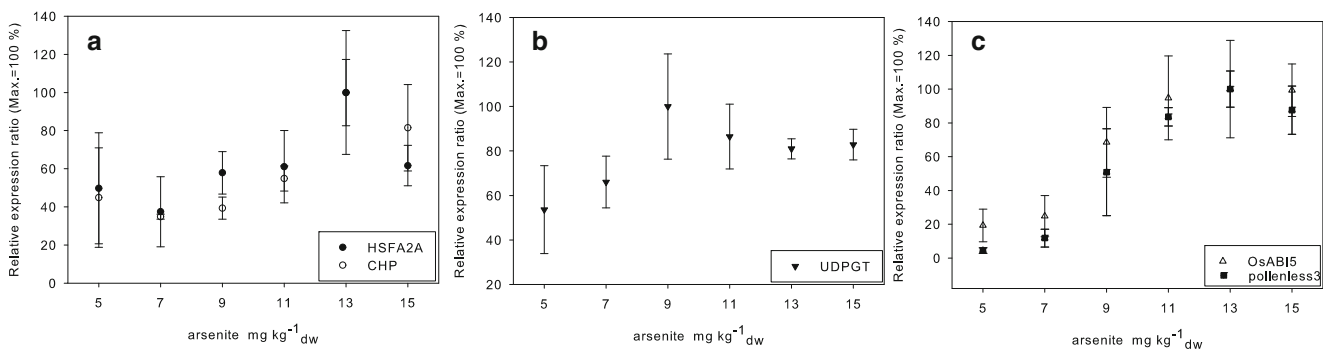 a
Relative expression ratio (Max.=100 %)
140
120
100
80
60
40
20
0
HSFA2A
CHP
5 7 9 11 13 15
arsenite mg kg⁻¹dw
b
Relative expression ratio (Max.=100 %)
140
120
100
80
60
40
20
UDPGT
5 7 9 11 13 15
arsenite mg kg⁻¹dw
c
Relative expression ratio (Max.=100 %)
140
120
100
80
60
40
20
0
OsABI5
pollenless3
5 7 9 11 13 15
arsenite mg kg⁻¹dw